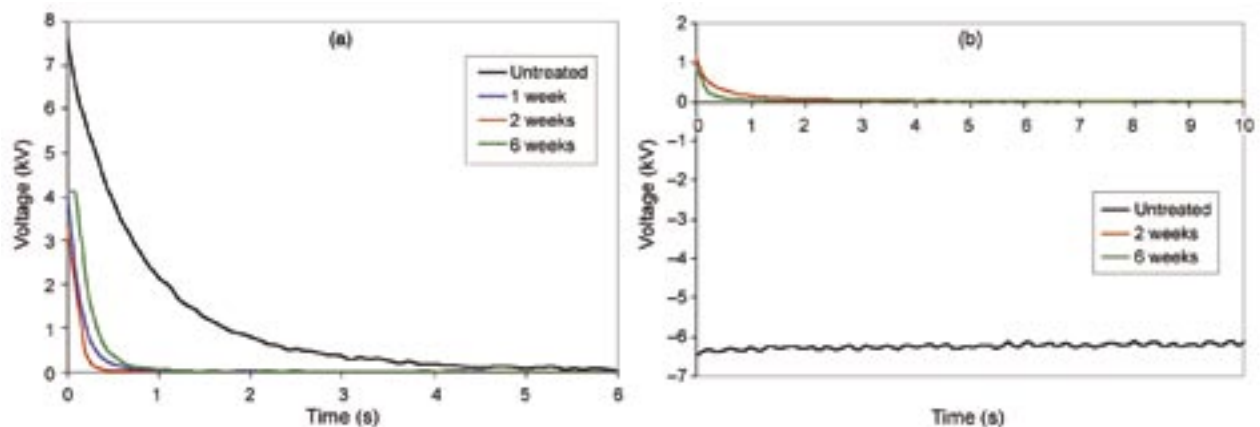 (a)
Voltage (kV)
8
7
6
5
4
3
2
1
0
Untreated
1 week
2 weeks
6 weeks
0 1 2 3 4 5 6
Time (s)
(b)
Voltage (kV)
2
1
0
–1
–2
–3
–4
–5
–6
–7
0 1 2 3 4 5 6 7 8 9 10
Untreated
2 weeks
6 weeks
Time (s)